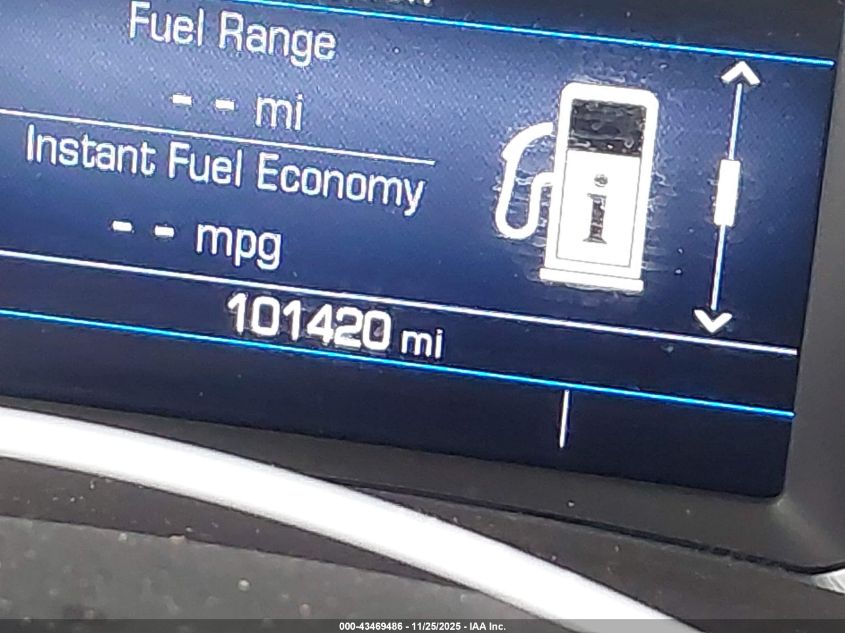 Fuel Range
- - mi
Instant Fuel Economy
- - mpg
101420 mi
i
000-43469486 - 11/25/2025 - IAA Inc.